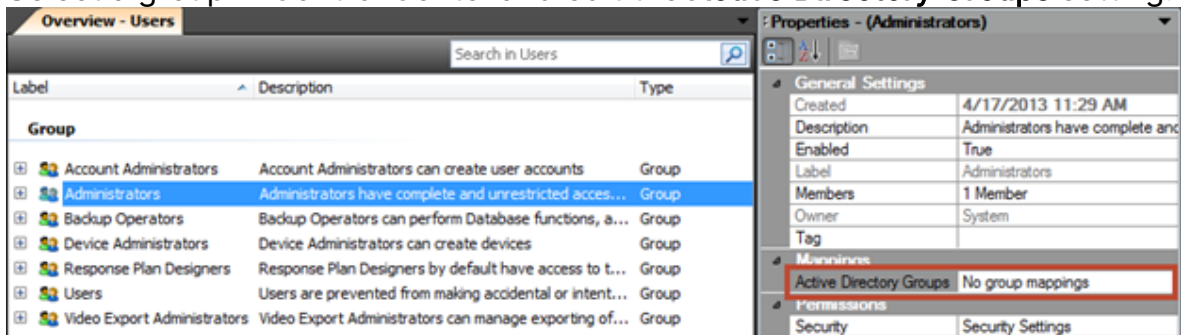 Overview - Users
Search in Users
Label Description Type
Group
Account Administrators Account Administrators can create user accounts Group
Administrators Administrators have complete and unrestricted acces... Group
Backup Operators Backup Operators can perform Database functions, a... Group
Device Administrators Device Administrators can create devices Group
Response Plan Designers Response Plan Designers by default have access to t... Group
Users Users are prevented from making accidental or intent... Group
Video Export Administrators Video Export Administrators can manage exporting of... Group
Properties - (Administrators)
General Settings
Created 4/17/2013 11:29 AM
Description Administrators have complete and
Enabled True
Label Administrators
Members 1 Member
Owner System
Tag
Mappings
Active Directory Groups No group mappings
Permissions
Security Security Settings